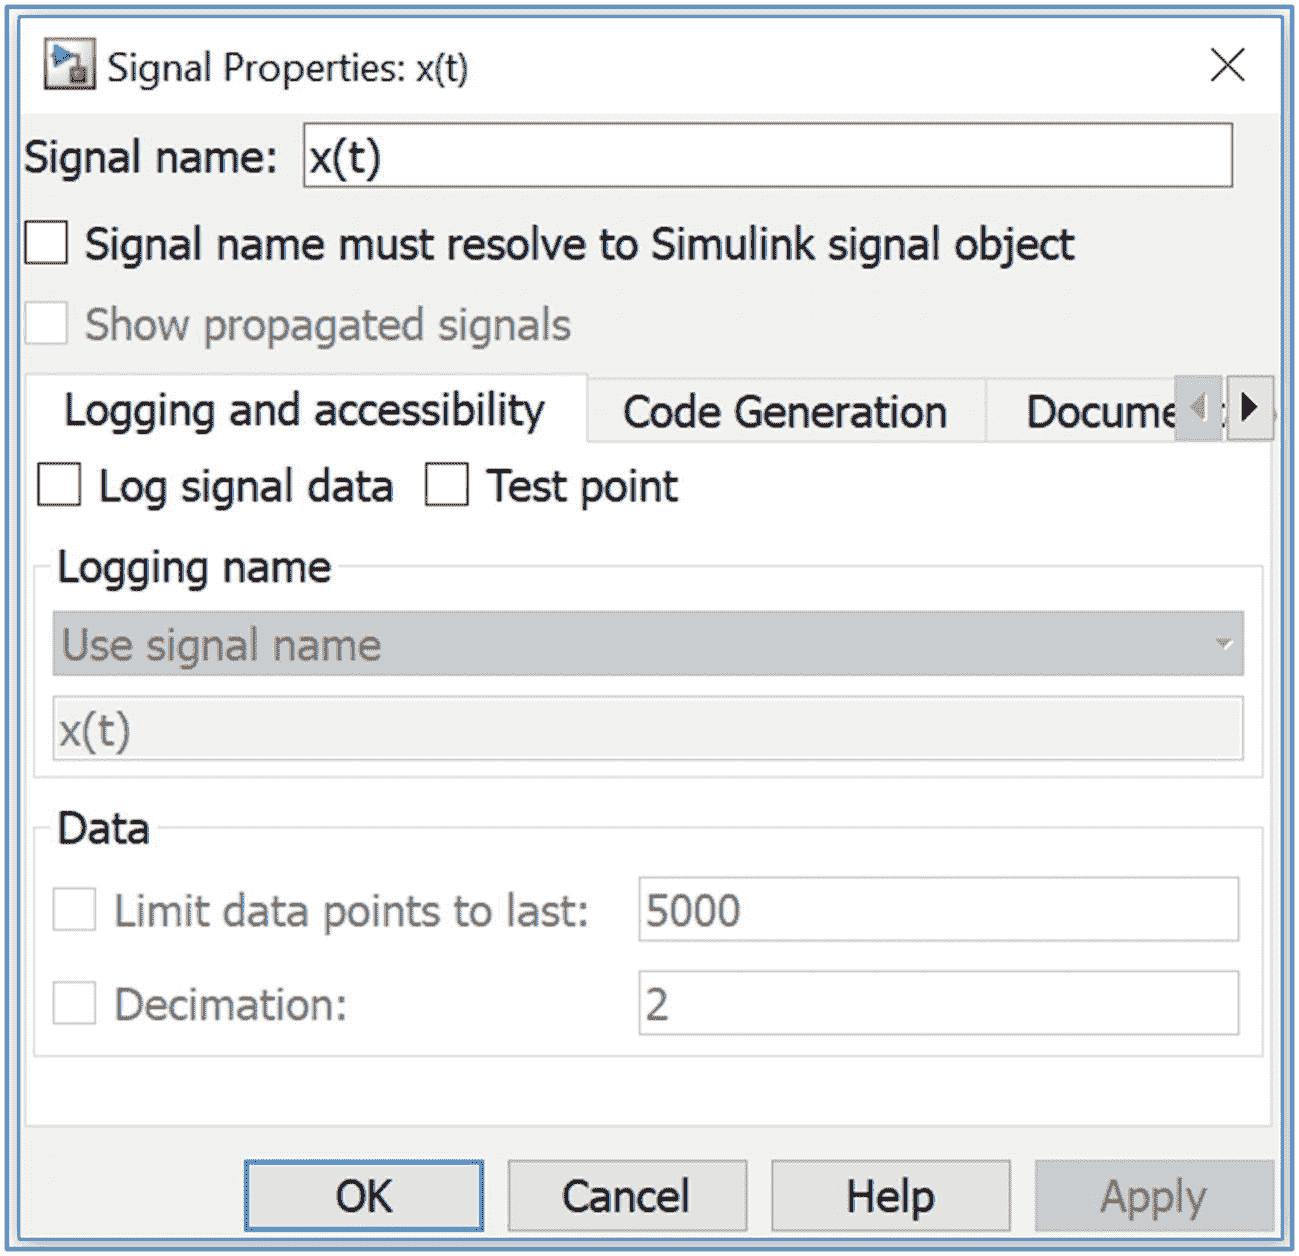 Signal Properties: x(t)
Signal name: x(t)
Signal name must resolve to Simulink signal object
Show propagated signals
Logging and accessibility Code Generation Docume
Log signal data Test point
Logging name
Use signal name
x(t)
Data
Limit data points to last: 5000
Decimation: 2
OK Cancel Help Apply